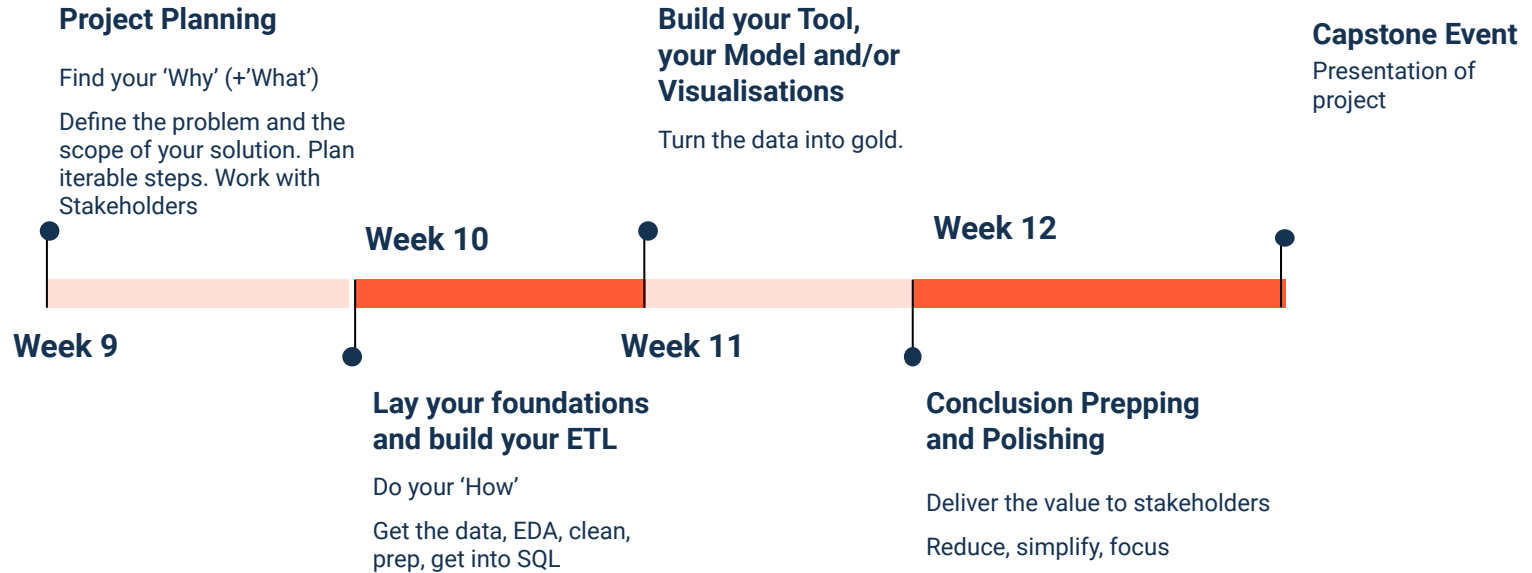 Project Planning
Find your ‘Why’ (+’What’)
Define the problem and the
scope of your solution. Plan
iterable steps. Work with
Stakeholders
Week 9
Week 10
Lay your foundations
and build your ETL
Do your ‘How’
Get the data, EDA, clean,
prep, get into SQL
Build your Tool,
your Model and/or
Visualisations
Turn the data into gold.
Week 11
Week 12
Conclusion Prepping
and Polishing
Deliver the value to stakeholders
Reduce, simplify, focus
Capstone Event
Presentation of
project